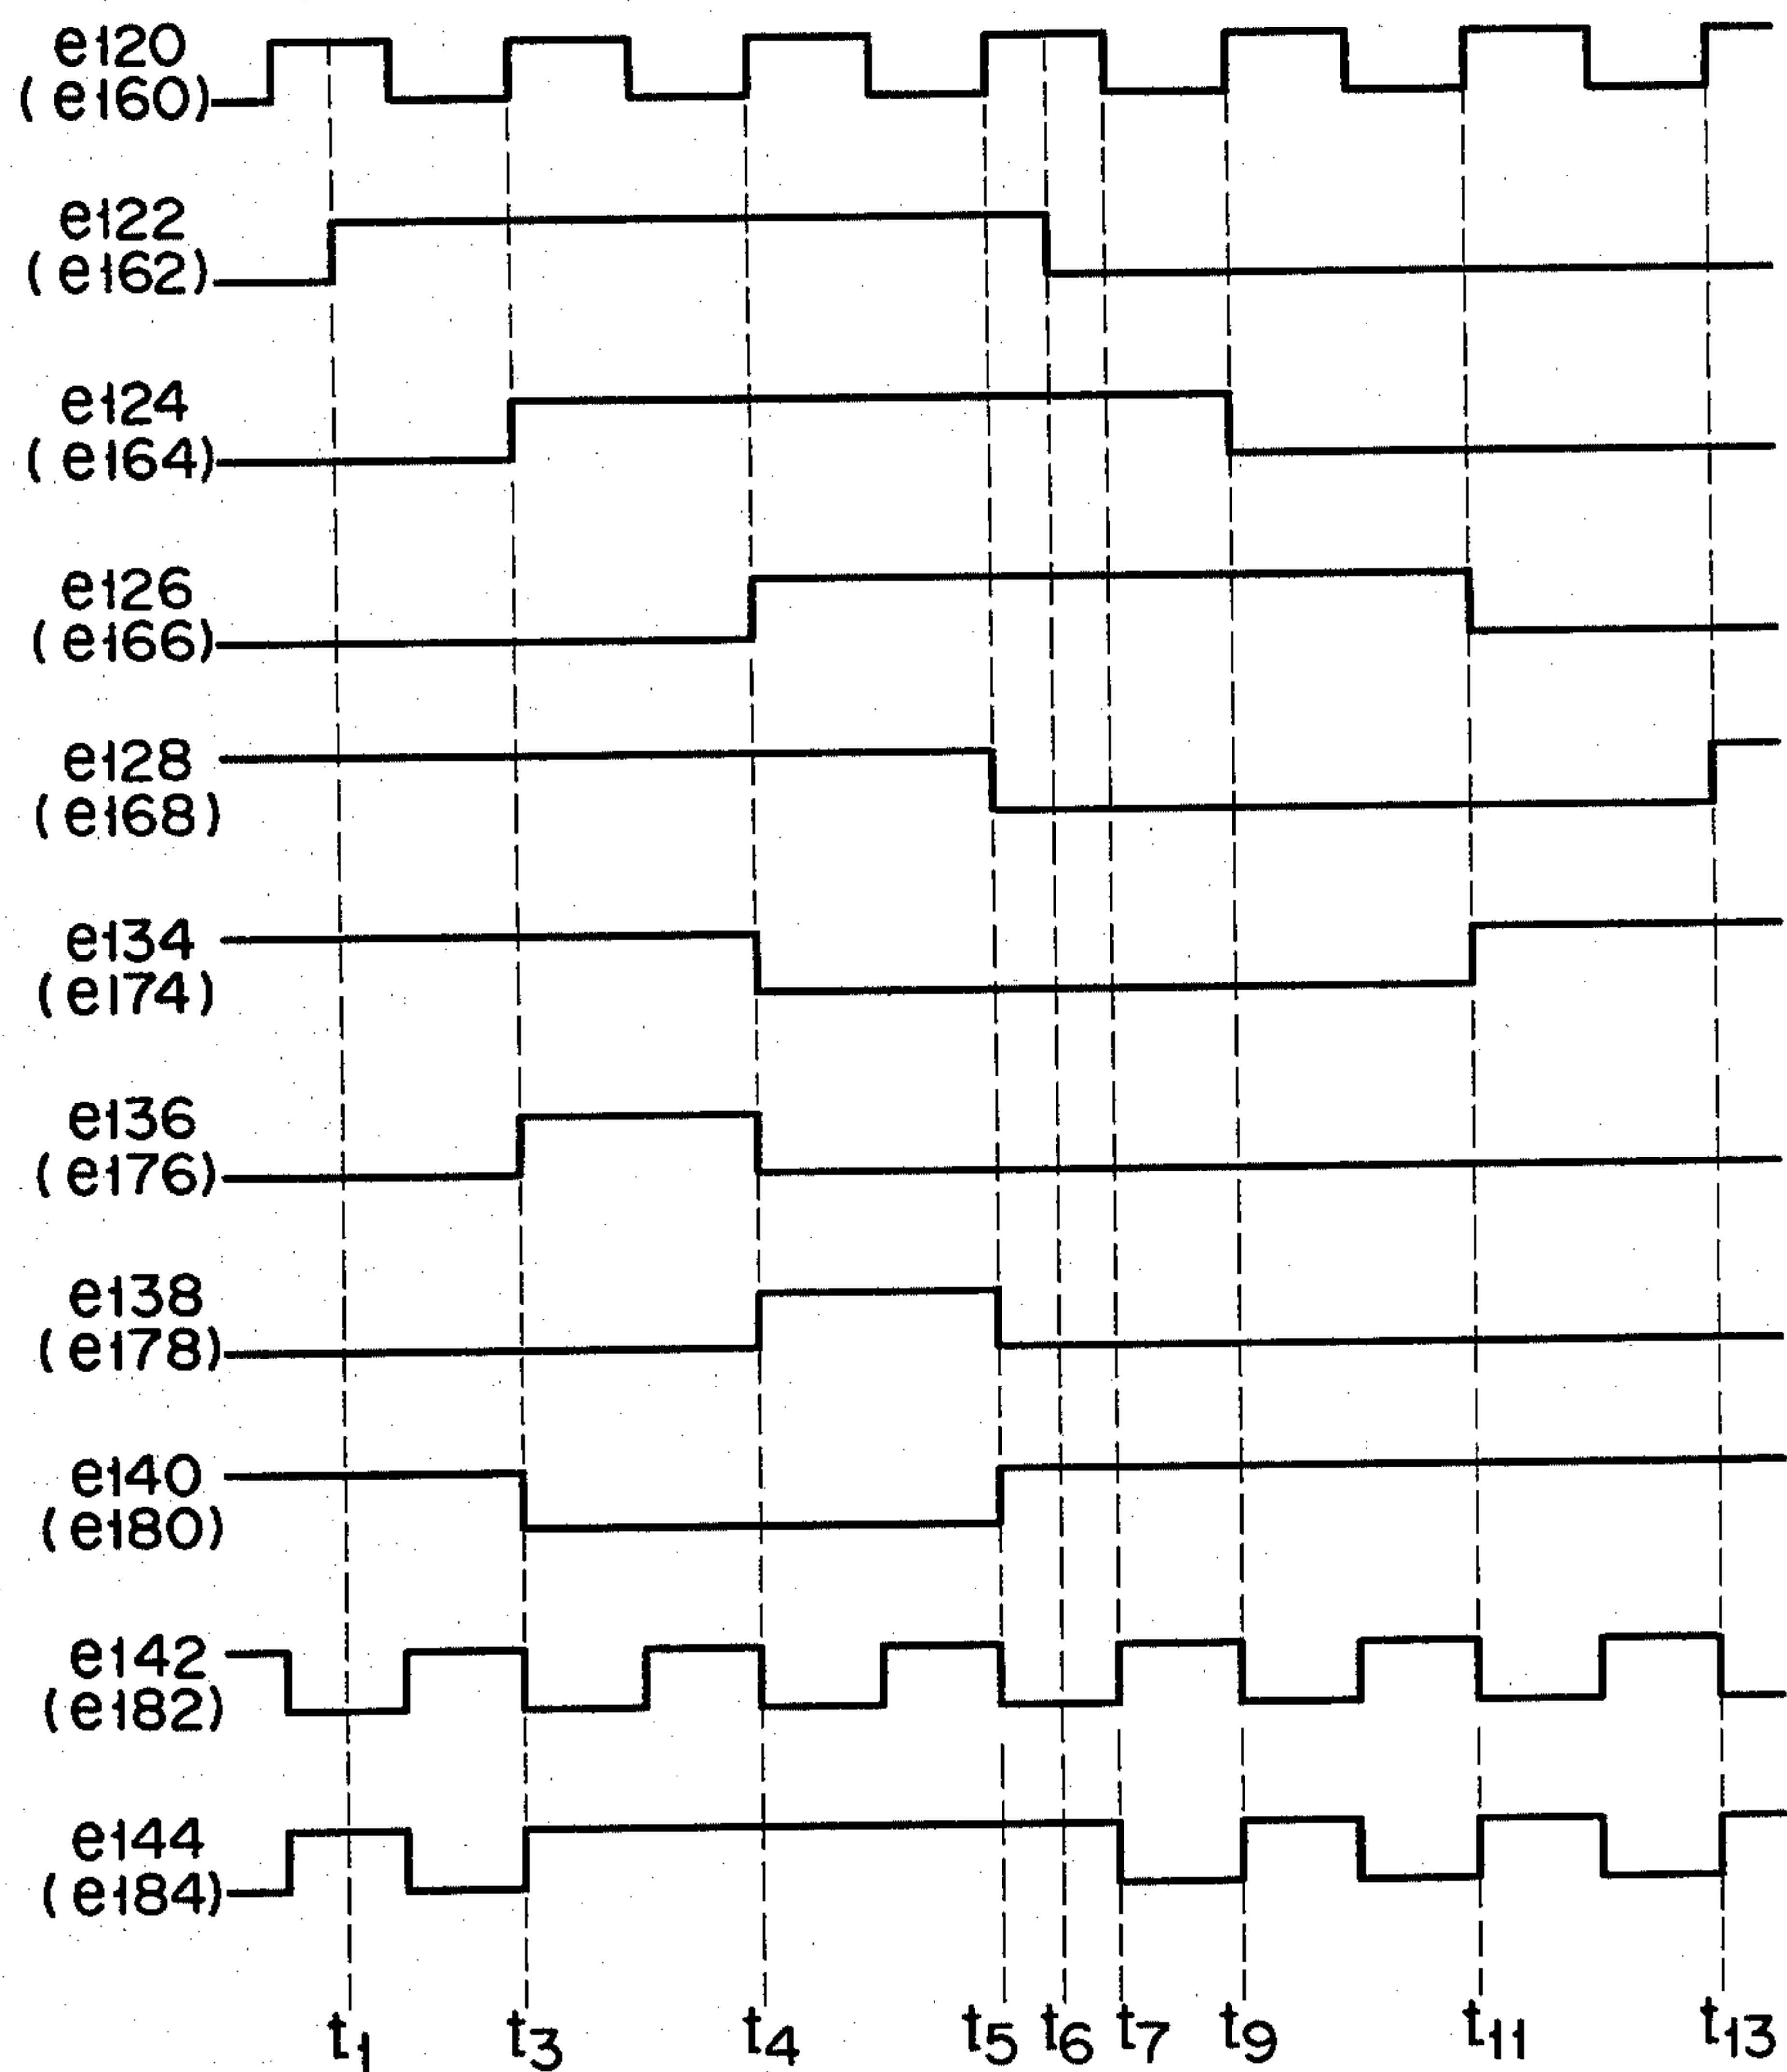 e120
(e160)
e122
(e162)
e124
(e164)
e126
(e166)
e128
(e168)
e134
(e174)
e136
(e176)
e138
(e178)
e140
(e180)
e142
(e182)
e144
(e184)
t1 t3 t4 t5 t6 t7 t9 t11 t13